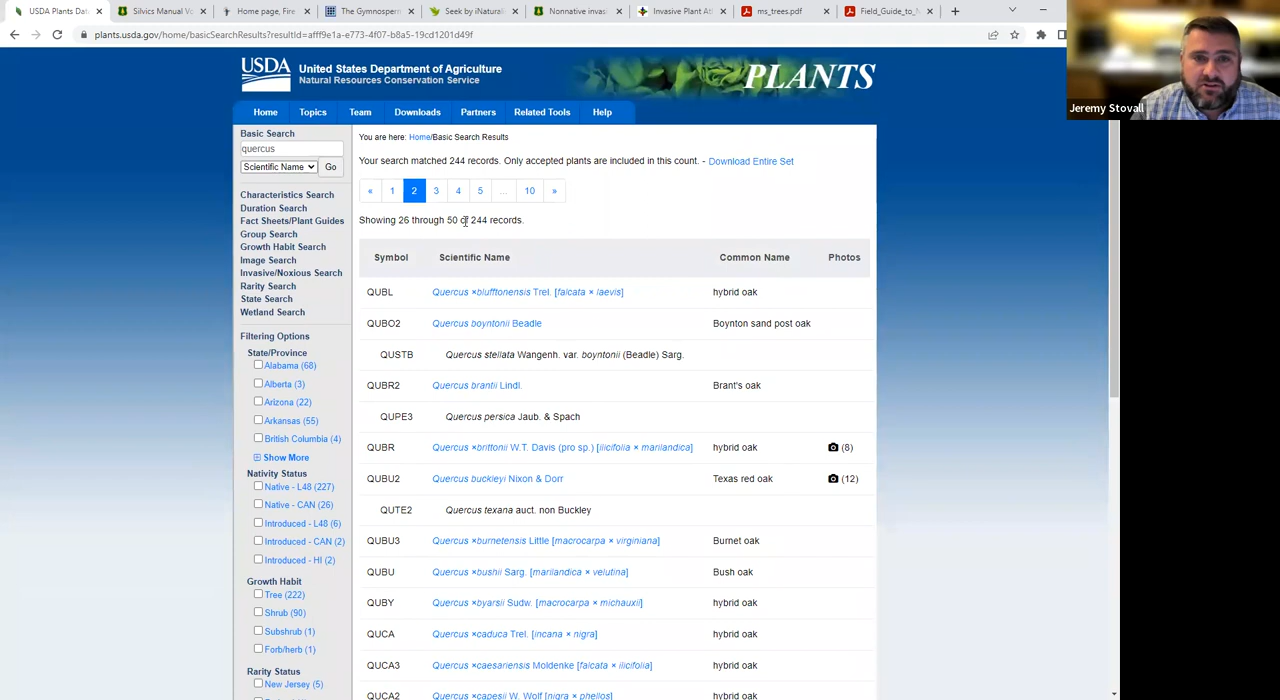 USDA Plants Dat
Silvics Manual Vo
Home page, Fire
The Gymnosperm
Seek by iNatura
Nonnative invas
Invasive Plant At
ms_trees.pdf
Field_Guide_to_
plants.usda.gov/home/basicSearchResults?resultId=afff9e1a-e773-4f07-b8a5-19cd1201d49f
Jeremy Stovall
USDA
United States Department of Agriculture
Natural Resources Conservation Service
PLANTS
Home Topics Team Downloads Partners Related Tools Help
Basic Search
quercus
Scientific Name Go
Characteristics Search
Duration Search
Fact Sheets/Plant Guides
Group Search
Growth Habit Search
Image Search
Invasive/Noxious Search
Rarity Search
State Search
Wetland Search
Filtering Options
State/Province
Alabama (68)
Alberta (3)
Arizona (22)
Arkansas (55)
British Columbia (4)
Show More
Nativity Status
Native - L48 (227)
Native - CAN (26)
Introduced - L48 (6)
Introduced - CAN (2)
Introduced - HI (2)
Growth Habit
Tree (222)
Shrub (90)
Subshrub (1)
Forb/herb (1)
Rarity Status
New Jersey (5)
You are here: Home/Basic Search Results
Your search matched 244 records. Only accepted plants are included in this count. - Download Entire Set
« 1 2 3 4 5 ... 10 »
Showing 26 through 50 of 244 records.
Symbol Scientific Name Common Name Photos
QUBL Quercus ×blufftonensis Trel. [falcata × laevis] hybrid oak
QUBO2 Quercus boyntonii Beadle Boynton sand post oak
QUSTB Quercus stellata Wangenh. var. boyntonii (Beadle) Sarg.
QUBR2 Quercus brantii Lindl. Brant's oak
QUPE3 Quercus persica Jaub. & Spach
QUBR Quercus ×brittonii W.T. Davis (pro sp.) [ilicifolia × marilandica] hybrid oak (8)
QUBU2 Quercus buckleyi Nixon & Dorr Texas red oak (12)
QUTE2 Quercus texana auct. non Buckley
QUBU3 Quercus ×burnetensis Little [macrocarpa × virginiana] Burnet oak
QUBU Quercus ×bushii Sarg. [marilandica × velutina] Bush oak
QUBY Quercus ×byarsii Sudw. [macrocarpa × michauxii] hybrid oak
QUCA Quercus ×caduca Trel. [incana × nigra] hybrid oak
QUCA3 Quercus ×caesariensis Moldenke [falcata × ilicifolia] hybrid oak
QUCA2 Quercus ×capesii W. Wolf [nigra × phellos] hybrid oak